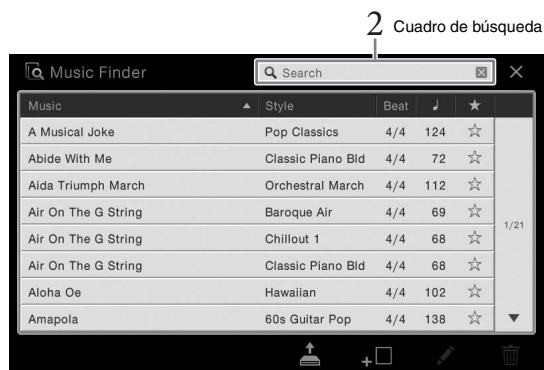 2 Cuadro de búsqueda
Music Finder
Search
Music Style Beat ♩ ★
A Musical Joke Pop Classics 4/4 124 ☆
Abide With Me Classic Piano Bld 4/4 72 ☆
Aida Triumph March Orchestral March 4/4 112 ☆
Air On The G String Baroque Air 4/4 69 ☆
Air On The G String Chillout 1 4/4 68 ☆
Air On The G String Classic Piano Bld 4/4 68 ☆
Aloha Oe Hawaiian 4/4 102 ☆
Amapola 60s Guitar Pop 4/4 138 ☆
1/21